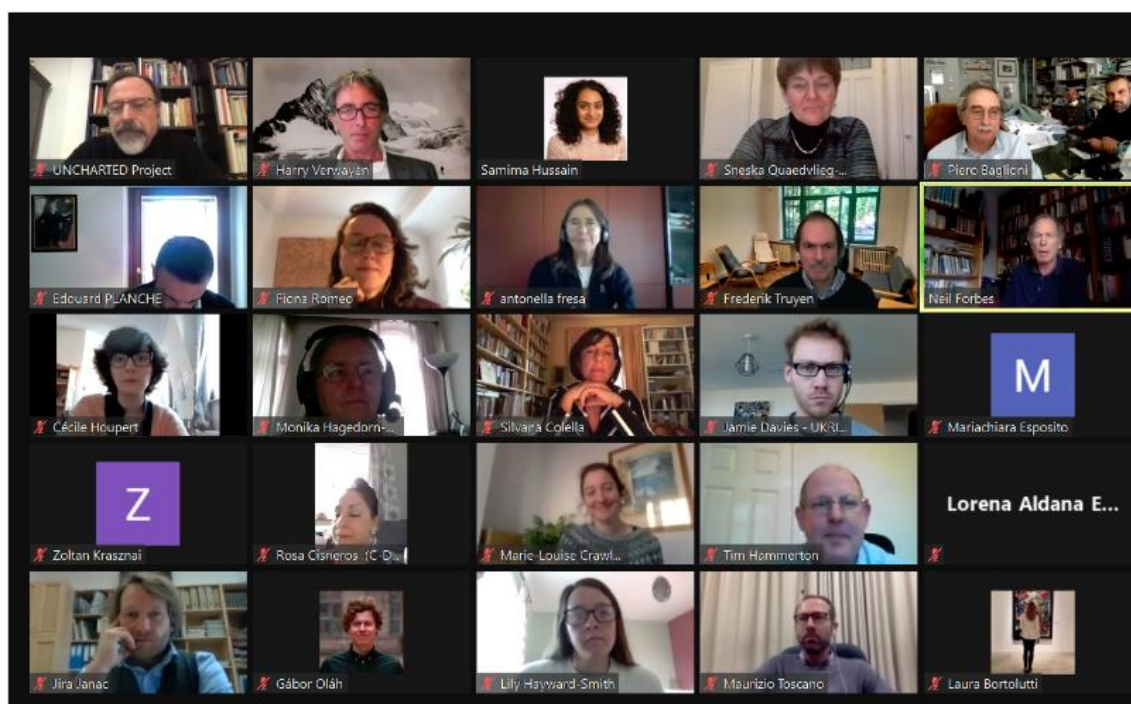 UNCHARTED Project
Harry Verwayen
Samima Hussain
Sneska Quaedvlieg-...
Piero Baglioni
Edouard PLANCHE
Fiona Romeo
antonella fresa
Frederik Truyen
Neil Forbes
Cécile Houpert
Monika Hagedorn-...
Silvana Colella
Jamie Davies - UKRI...
M
Mariachiara Esposito
Z
Zoltan Krasznai
Rosa Cisneros (C-D...
Marie-Louise Crawl...
Tim Hammerton
Lorena Aldana E...
Jira Janac
Gábor Oláh
Lily Hayward-Smith
Maurizio Toscano
Laura Bortolutti